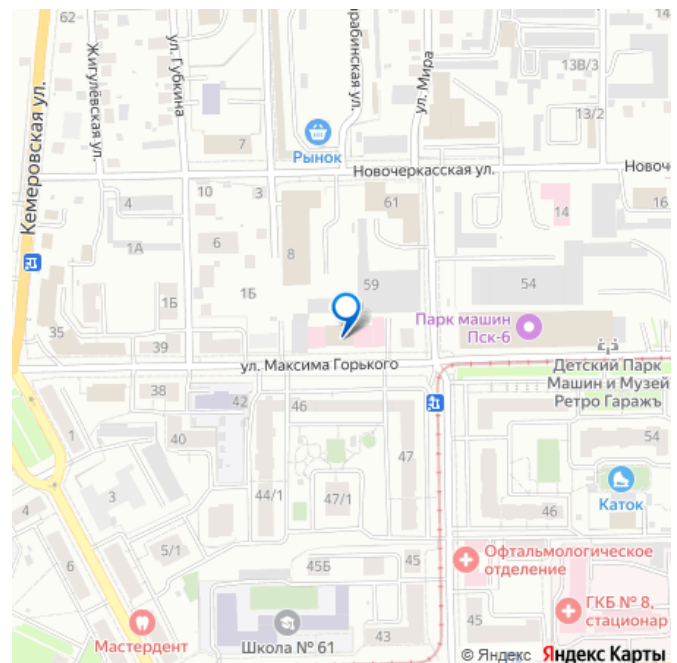 62
Жигулёвская ул.
ул. Губкина
Кемеровская ул.
рабинская ул.
ул. Мира
14
13В/3
13/2
7
Рынок
Новочеркасская ул.
Новоч
4
10
3
61
14
16
1А
6
8
59
54
1Б
1Б
Парк машин
Пск-6
35
39
ул. Максима Горького
Детский Парк
Машин и Музей
Ретро Гаражъ
38
42
46
1
40
47
54
3
44/1
47/1
Каток
46
4
5/1
6
45Б
45
Офтальмологическое
отделение
ГКБ № 8,
стационар
45
Мастердент
Школа № 61
43
© Яндекс Яндекс Карты